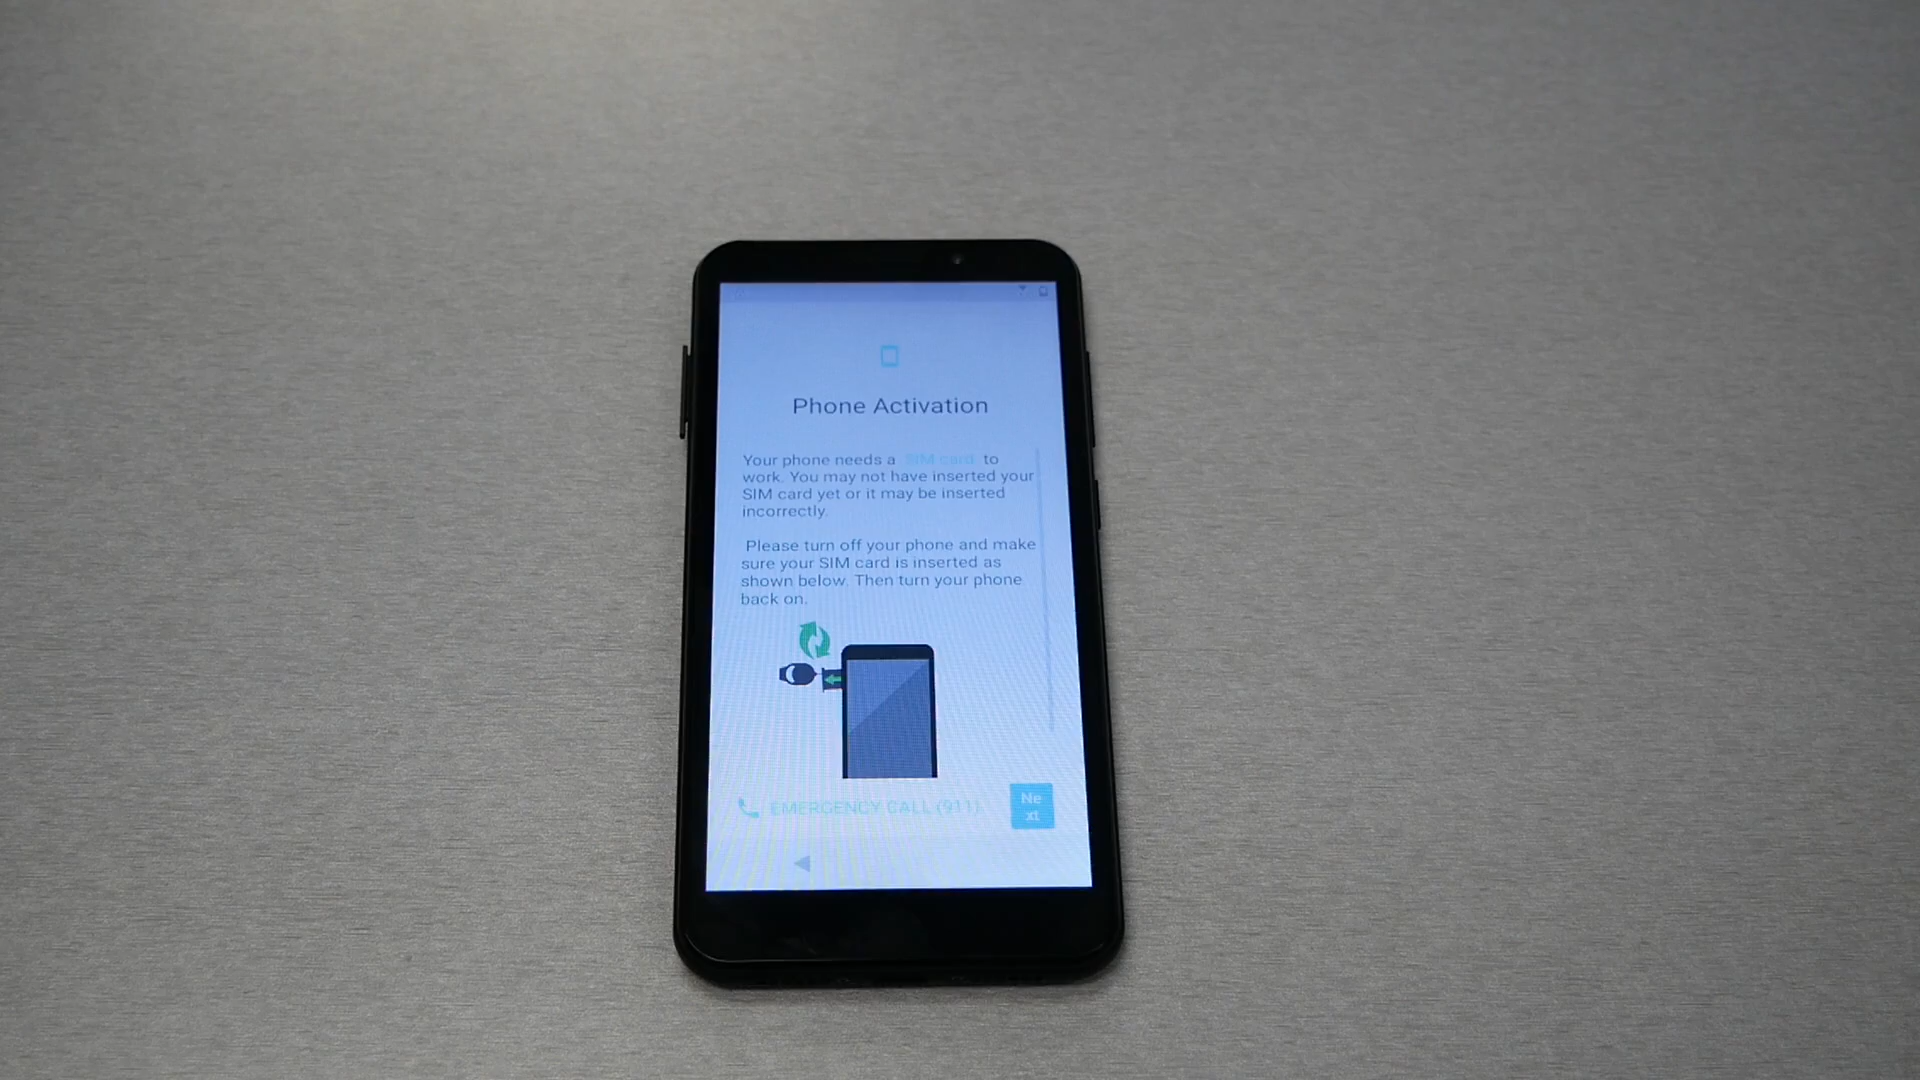 Phone Activation
Your phone needs a SIM card to
work. You may not have inserted your
SIM card yet or it may be inserted
incorrectly.
Please turn off your phone and make
sure your SIM card is inserted as
shown below. Then turn your phone
back on.
EMERGENCY CALL (911)
Ne
xt